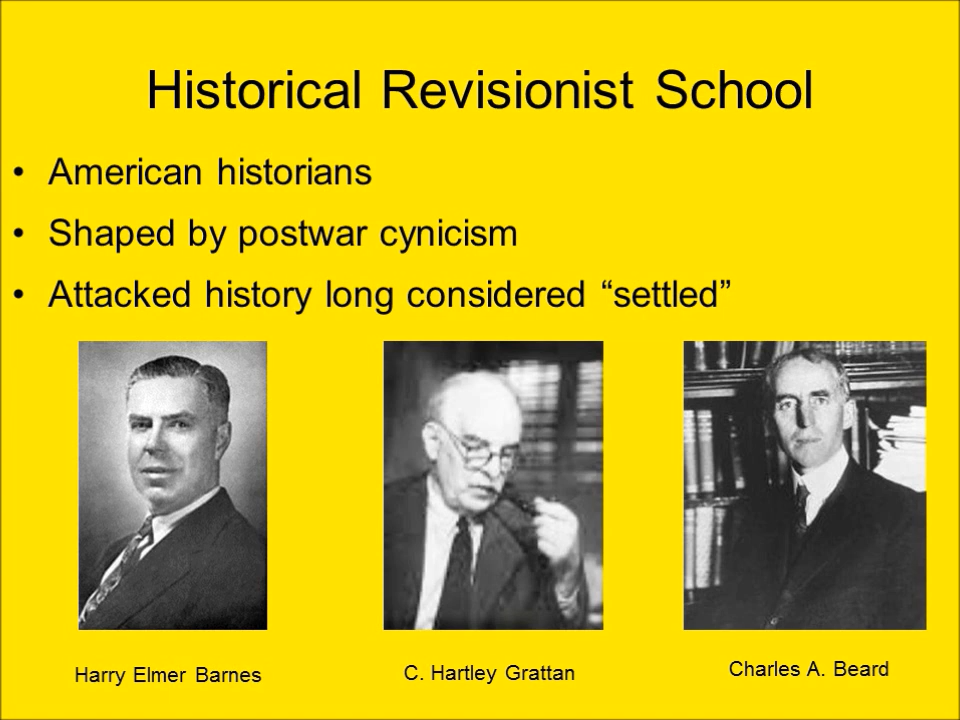 Historical Revisionist School
• American historians
• Shaped by postwar cynicism
• Attacked history long considered “settled”
Harry Elmer Barnes
C. Hartley Grattan
Charles A. Beard